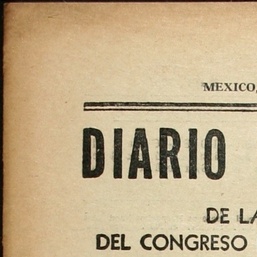 MEXICO,
DIARIO
DE LA
DEL CONGRESO